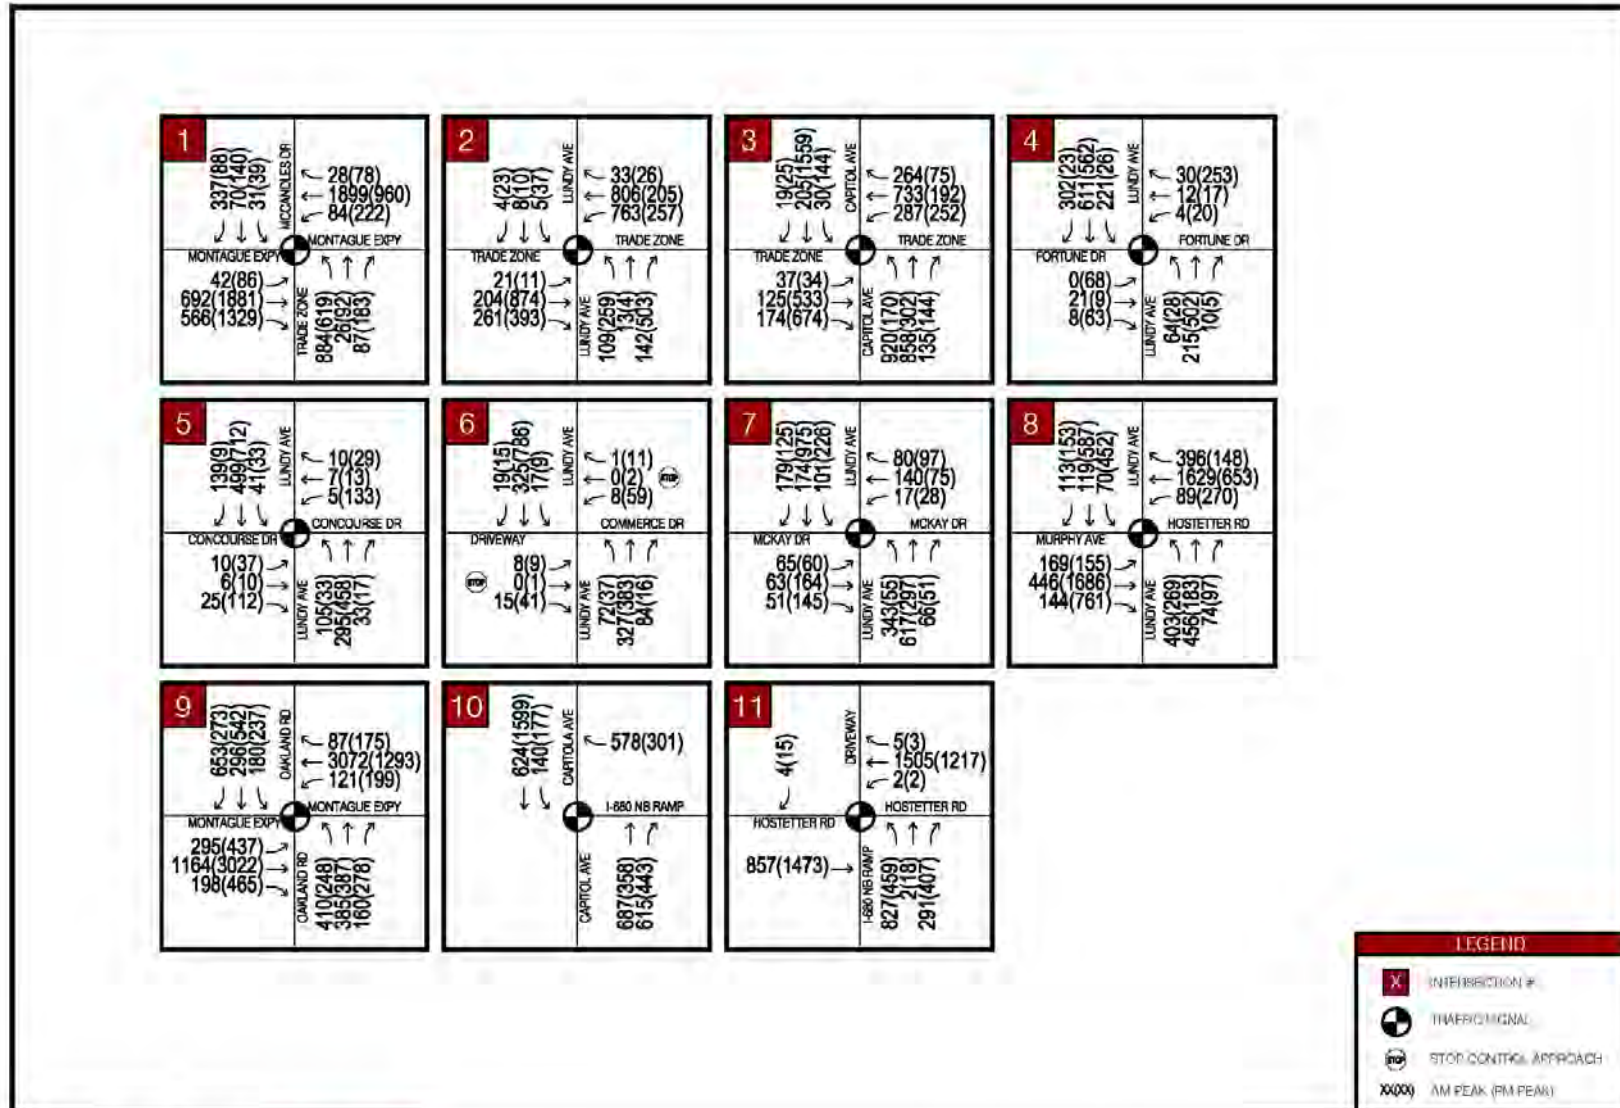 1
337(88)
70(140)
31(39)
MCCANDLES DR
28(78)
1899(960)
84(222)
MONTAGUE EXPY
MONTAGUE EXPY
42(86)
692(1881)
566(1329)
TRADE ZONE
884(619)
26(92)
87(183)
2
4(23)
8(10)
5(37)
LUNDY AVE
33(26)
806(205)
763(257)
TRADE ZONE
TRADE ZONE
21(11)
204(874)
261(393)
LUNDY AVE
109(259)
13(4)
142(503)
3
19(25)
205(1559)
30(144)
CAPITOL AVE
264(75)
733(192)
287(252)
TRADE ZONE
TRADE ZONE
37(34)
125(533)
174(674)
CAPITOL AVE
920(170)
858(302)
135(144)
4
302(23)
611(562)
221(26)
LUNDY AVE
30(253)
12(17)
4(20)
FORTUNE DR
FORTUNE DR
0(68)
21(9)
8(63)
LUNDY AVE
64(28)
215(502)
10(5)
5
139(9)
499(712)
41(33)
LUNDY AVE
10(29)
7(13)
5(133)
CONCOURSE DR
CONCOURSE DR
10(37)
6(10)
25(112)
LUNDY AVE
105(33)
295(458)
33(17)
6
19(15)
325(786)
17(9)
LUNDY AVE
1(11)
0(2) STOP
8(59)
COMMERCE DR
DRIVEWAY
8(9)
STOP 0(1)
15(41)
LUNDY AVE
72(37)
327(383)
84(16)
7
179(125)
174(975)
101(226)
LUNDY AVE
80(97)
140(75)
17(28)
MCKAY DR
MCKAY DR
65(60)
63(164)
51(145)
LUNDY AVE
343(55)
617(297)
66(51)
8
113(153)
119(587)
70(452)
LUNDY AVE
396(148)
1629(653)
89(270)
HOSTETTER RD
MURPHY AVE
169(155)
446(1686)
144(761)
LUNDY AVE
403(269)
456(183)
74(97)
9
653(273)
296(542)
180(237)
OAKLAND RD
87(175)
3072(1293)
121(199)
MONTAGUE EXPY
MONTAGUE EXPY
295(437)
1164(3022)
198(465)
OAKLAND RD
410(248)
385(387)
160(278)
10
624(1599)
140(177)
CAPITOLA AVE
578(301)
I-680 NB RAMP
CAPITOL AVE
687(358)
615(443)
11
4(15)
DRIVEWAY
5(3)
1505(1217)
2(2)
HOSTETTER RD
HOSTETTER RD
857(1473)
I-680 NB RAMP
827(459)
2(18)
291(407)
LEGEND
X INTERSECTION #
TRAFFIC SIGNAL
STOP STOP CONTROL APPROACH
XX(XX) AM PEAK (PM PEAK)